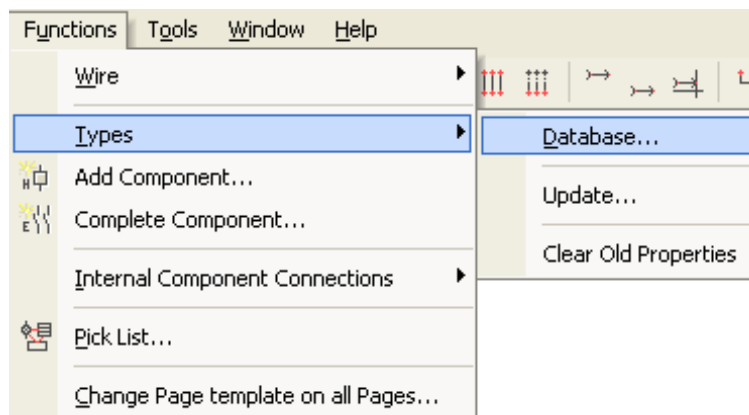 Functions Tools Window Help
Wire
Types
Database...
Add Component...
Update...
Complete Component...
Clear Old Properties
Internal Component Connections
Pick List...
Change Page template on all Pages...